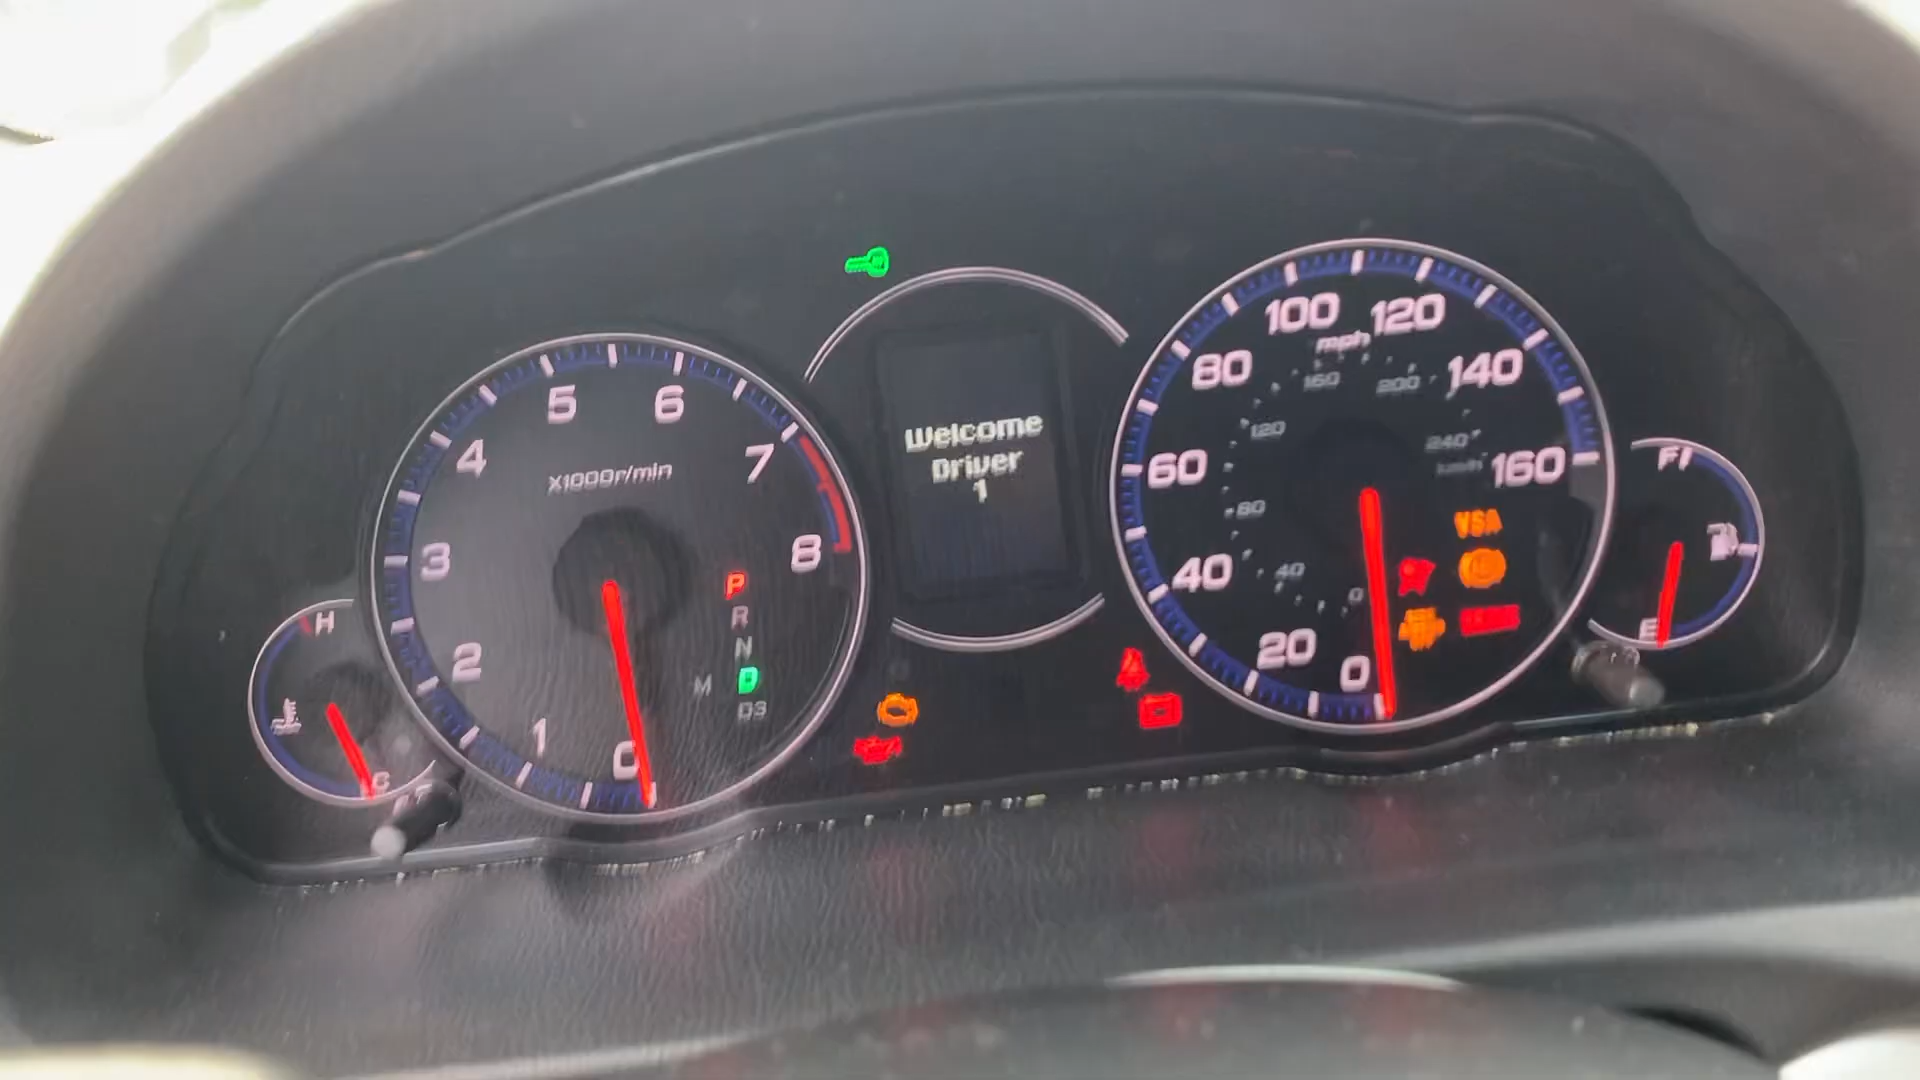 Welcome
Driver
1
5 6
4 7
X1000r/min
3 8
2
1 0
P
R
N
M D
D3
H
C
100 120
mph
80 140
160 200
120 240
km/h
60 160
80
40
40 0
20 0
VSA
F
E